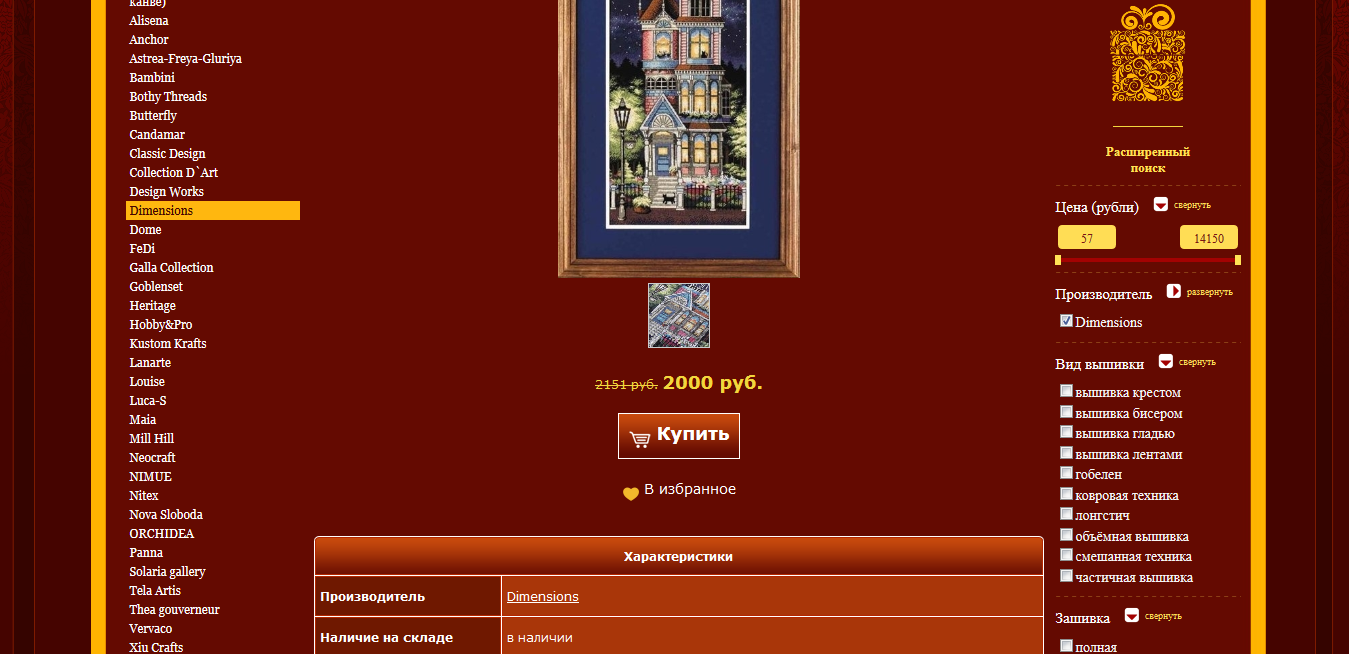 канве)
Alisena
Anchor
Astrea-Freya-Gluriya
Bambini
Bothy Threads
Butterfly
Candamar
Classic Design
Collection D`Art
Design Works
Dimensions
Dome
FeDi
Galla Collection
Goblenset
Heritage
Hobby&Pro
Kustom Krafts
Lanarte
Louise
Luca-S
Maia
Mill Hill
Neocraft
NIMUE
Nitex
Nova Sloboda
ORCHIDEA
Panna
Solaria gallery
Tela Artis
Thea gouverneur
Vervaco
Xiu Crafts
2151 руб. 2000 руб.
Купить
В избранное
Характеристики
Производитель Dimensions
Наличие на складе в наличии
Расширенный
поиск
Цена (рубли) свернуть
57 14150
Производитель развернуть
Dimensions
Вид вышивки свернуть
вышивка крестом
вышивка бисером
вышивка гладью
вышивка лентами
гобелен
ковровая техника
лонгстич
объёмная вышивка
смешанная техника
частичная вышивка
Зашивка свернуть
полная